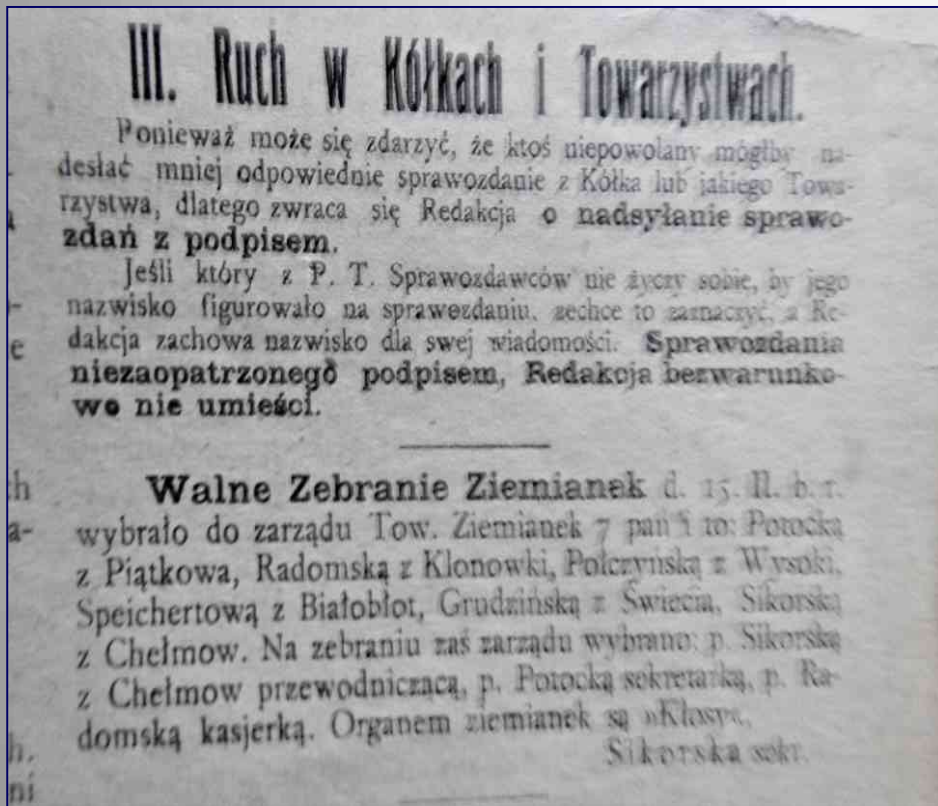 III. Ruch w Kółkach i Towarzystwach.
Ponieważ może się zdarzyć, że ktoś niepowołany mógłby na-
desłać mniej odpowiednie sprawozdanie z Kółka lub jakiego Towa-
rzystwa, dlatego zwraca się Redakcja o nadsyłanie sprawo-
zdań z podpisem.
Jeśli który z P. T. Sprawozdawców nie życzy sobie, by jego
nazwisko figurowało na sprawozdaniu, zechce to zaznaczyć, a Re-
dakcja zachowa nazwisko dla swej wiadomości. Sprawozdania
niezaopatrzonego podpisem, Redakcja bezwarunko-
wo nie umieści.
Walne Zebranie Ziemianek d. 15. II. b. r.
wybrało do zarządu Tow. Ziemianek 7 pań i to: Potocką
z Piątkowa, Radomską z Klonowki, Połczyńską z Wysoki,
Speichertową z Białobłot, Grudzińską z Świecia, Sikorską
z Chełmow. Na zebraniu zaś zarządu wybrano: p. Sikorską
z Chełmow przewodniczącą, p. Potocką sekretarką, p. Ra-
domską kasjerką. Organem ziemianek są »Kłosy«.
Sikorska sekr.